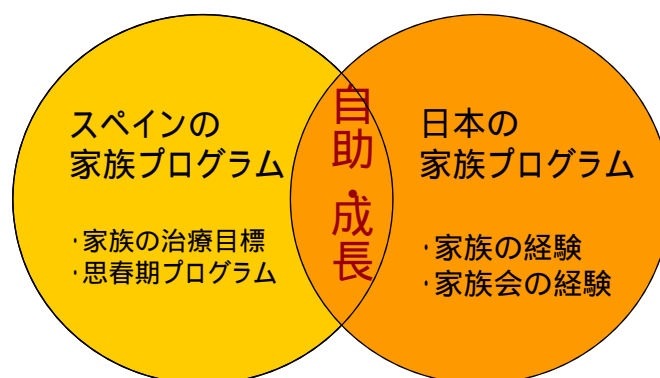 スペインの
家族プログラム
・家族の治療目標
・思春期プログラム
自助・成長
日本の
家族プログラム
・家族の経験
・家族会の経験